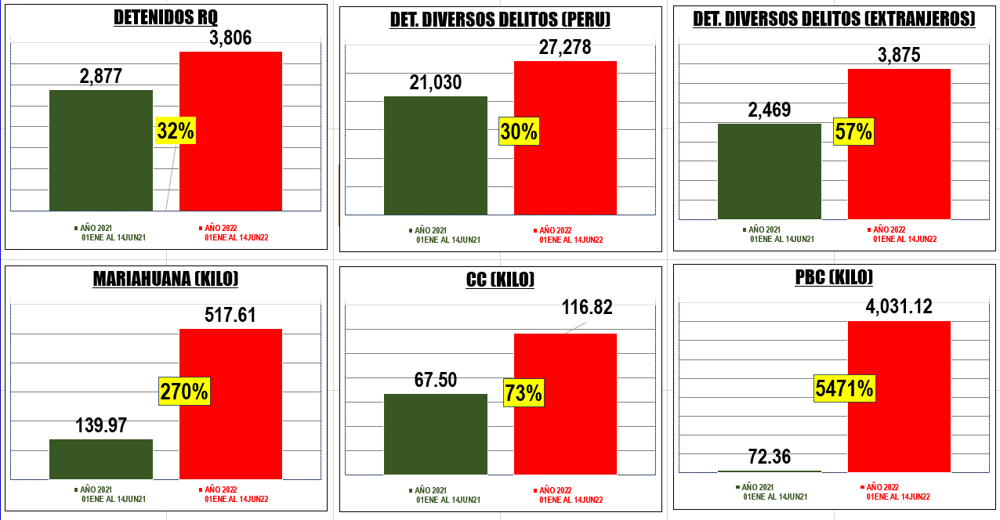 DETENIDOS RQ
3,806
2,877
32%
AÑO 2021
01ENE AL 14JUN21
AÑO 2022
01ENE AL 14JUN22
DET. DIVERSOS DELITOS (PERU)
27,278
21,030
30%
AÑO 2021
01ENE AL 14JUN21
AÑO 2022
01ENE AL 14JUN22
DET. DIVERSOS DELITOS (EXTRANJEROS)
3,875
2,469
57%
AÑO 2021
01ENE AL 14JUN21
AÑO 2022
01ENE AL 14JUN22
MARIAHUANA (KILO)
517.61
270%
139.97
AÑO 2021
01ENE AL 14JUN21
AÑO 2022
01ENE AL 14JUN22
CC (KILO)
116.82
67.50
73%
AÑO 2021
01ENE AL 14JUN21
AÑO 2022
01ENE AL 14JUN22
PBC (KILO)
4,031.12
5471%
72.36
AÑO 2021
01ENE AL 14JUN21
AÑO 2022
01ENE AL 14JUN22